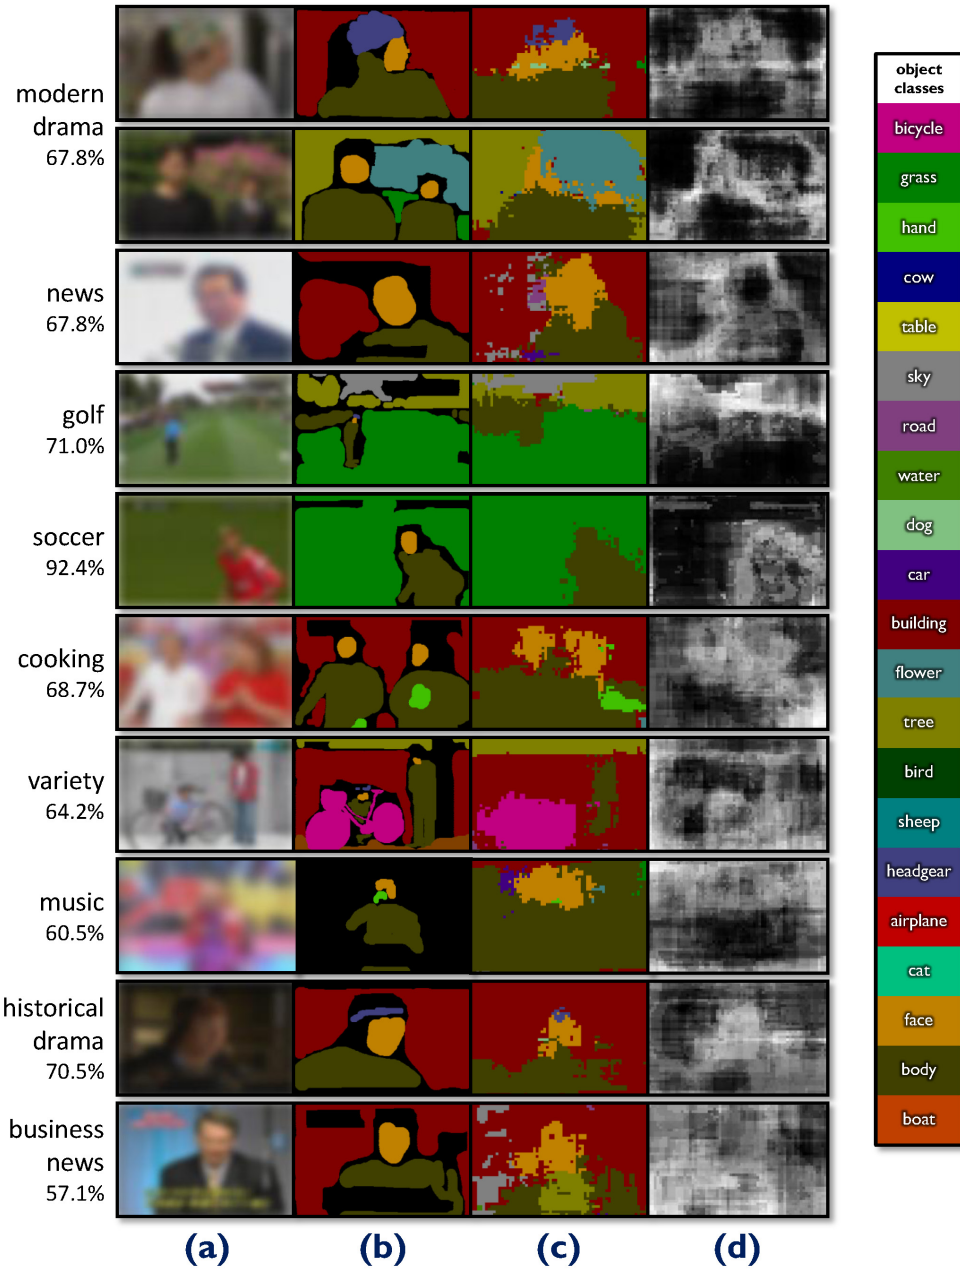 modern
drama
67.8%
news
67.8%
golf
71.0%
soccer
92.4%
cooking
68.7%
variety
64.2%
music
60.5%
historical
drama
70.5%
business
news
57.1%
(a) (b) (c) (d)
object
classes
bicycle
grass
hand
cow
table
sky
road
water
dog
car
building
flower
tree
bird
sheep
headgear
airplane
cat
face
body
boat